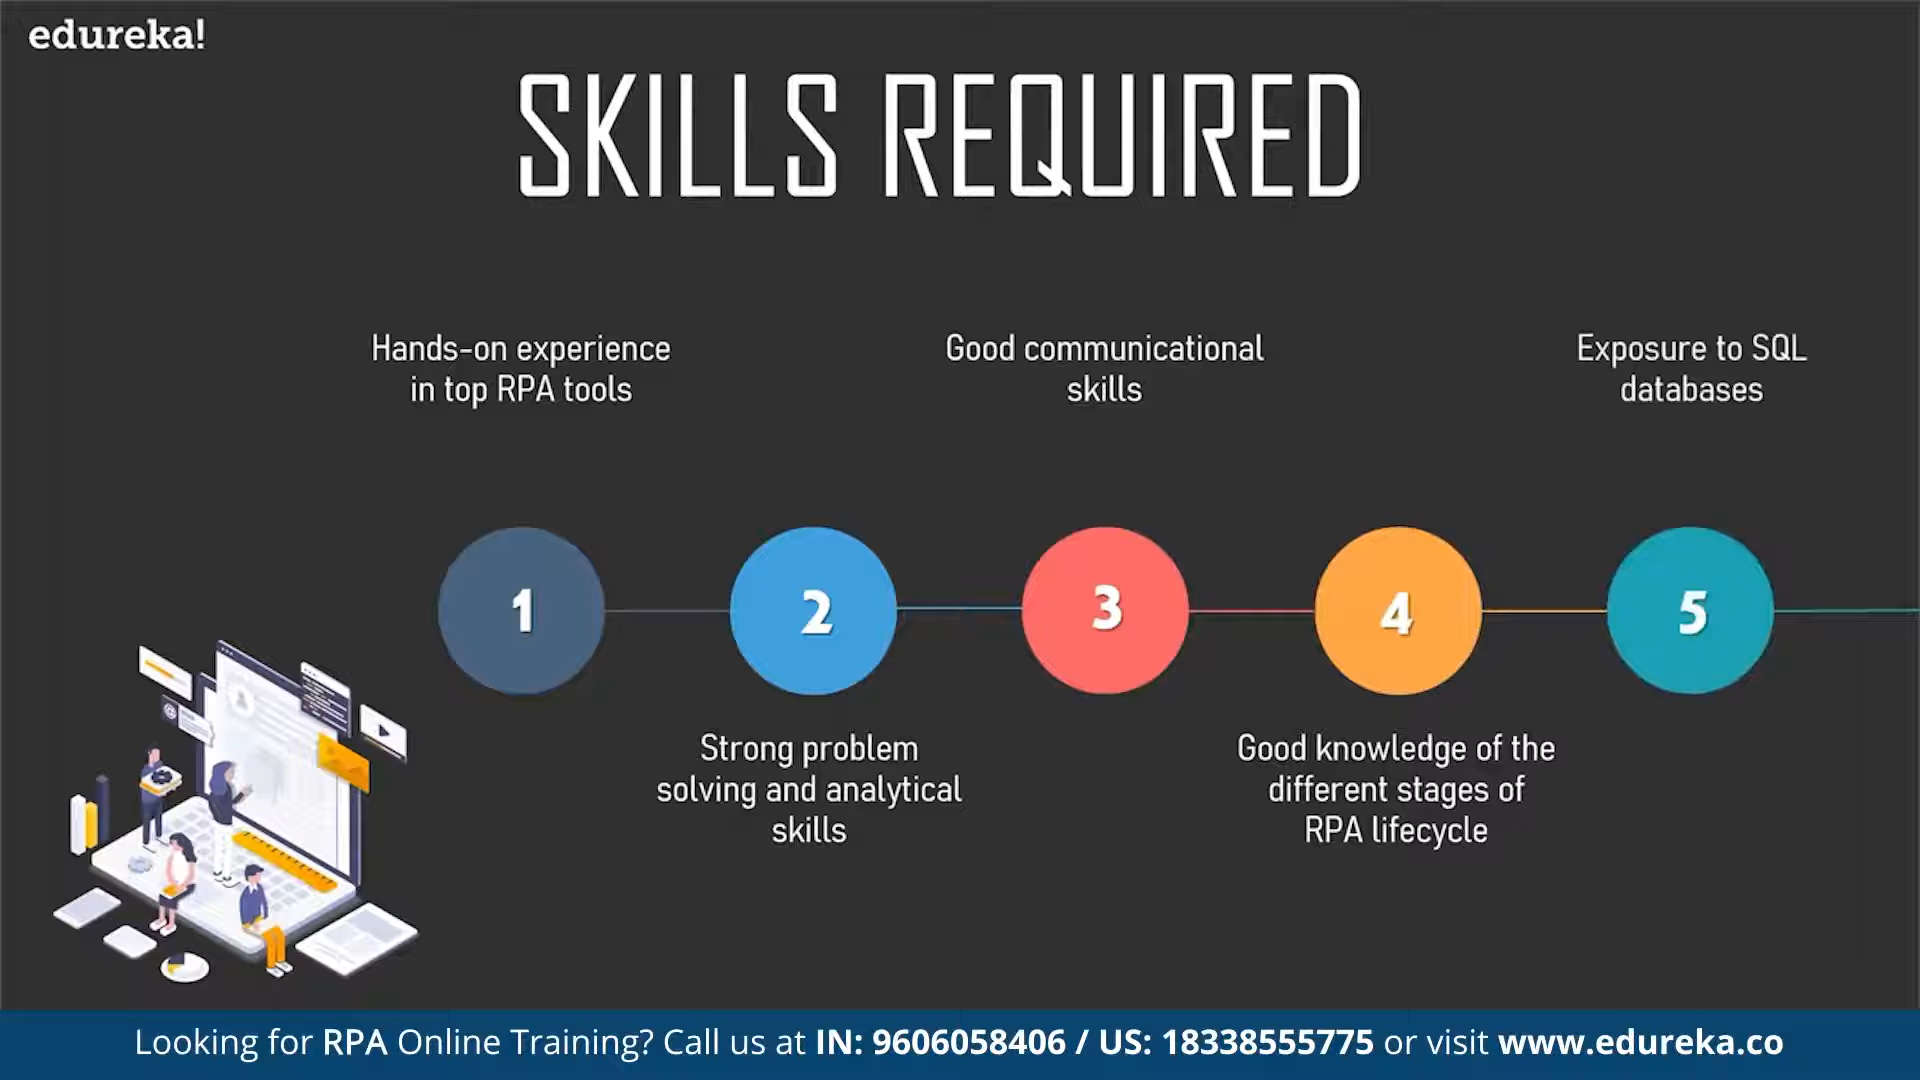 edureka!
SKILLS REQUIRED
Hands-on experience
in top RPA tools
Good communicational
skills
Exposure to SQL
databases
1
2
3
4
5
Strong problem
solving and analytical
skills
Good knowledge of the
different stages of
RPA lifecycle
Looking for RPA Online Training? Call us at IN: 9606058406 / US: 18338555775 or visit www.edureka.co